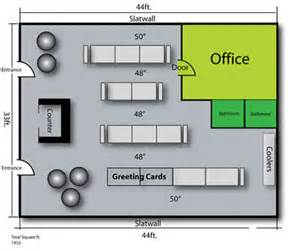 44ft.
Slatwall
50"
Office
Door
Entrance
48"
Bathroom
Bathroom
33ft.
Counter
48"
Coolers
Entrance
48"
Greeting Cards
50"
Slatwall
44ft.
Total Square ft.
1452